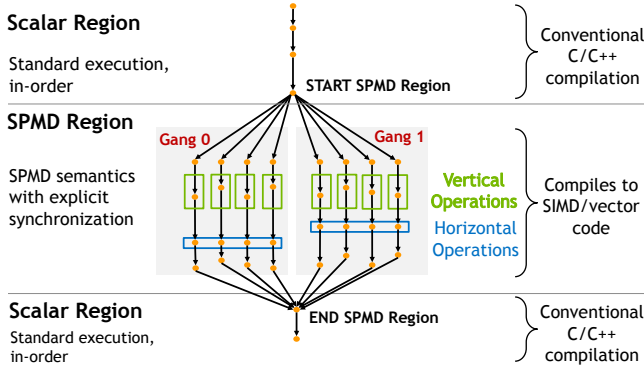 Scalar Region
Standard execution,
in-order
START SPMD Region
Conventional
C/C++
compilation
SPMD Region
Gang 0
Gang 1
SPMD semantics
with explicit
synchronization
Vertical
Operations
Horizontal
Operations
Compiles to
SIMD/vector
code
Scalar Region
Standard execution,
in-order
END SPMD Region
Conventional
C/C++
compilation